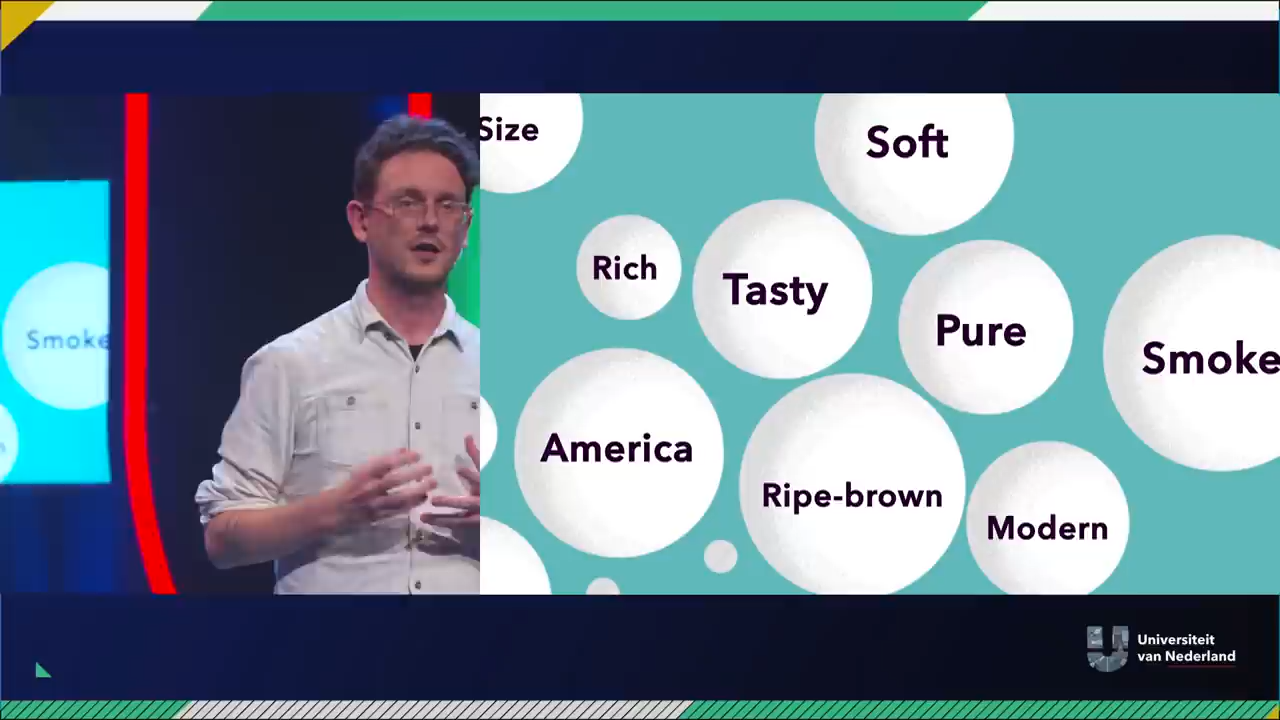 Size
Soft
Rich
Tasty
Pure
Smoke
Smoke
America
Ripe-brown
Modern
Universiteit
van Nederland